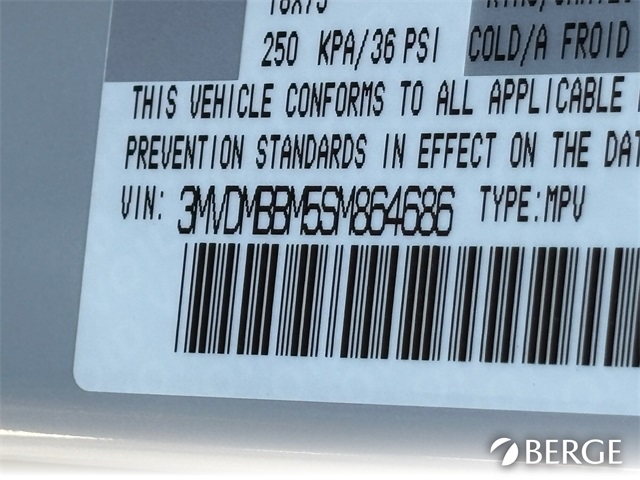 250 KPA/36 PSI
COLD/A FROID
THIS VEHICLE CONFORMS TO ALL APPLICABLE
PREVENTION STANDARDS IN EFFECT ON THE DAT
VIN: 3MVDMBBM5SM864686 TYPE:MPV
BERGE